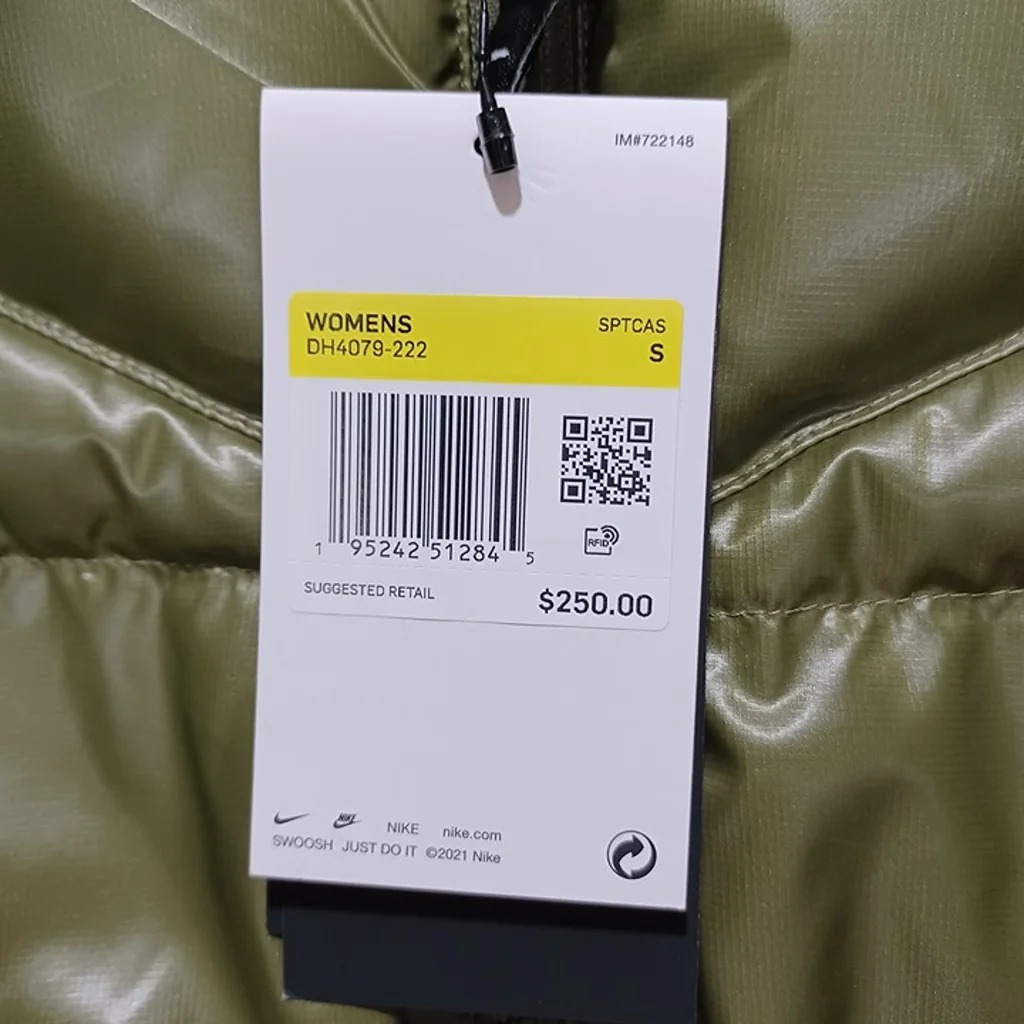 IM#722148
WOMENS SPTCAS
DH4079-222 S
1 95242 51284 5
RFID
SUGGESTED RETAIL $250.00
NIKE NIKE nike.com
SWOOSH JUST DO IT ©2021 Nike